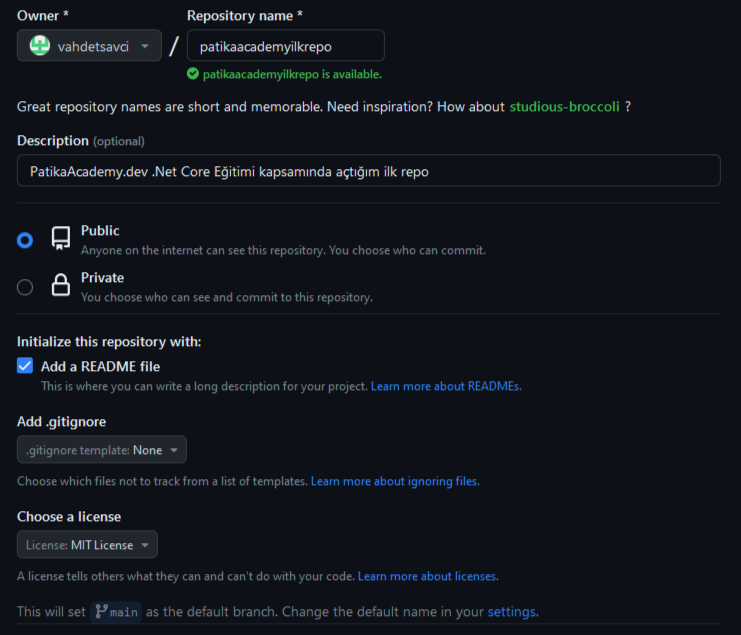 Owner * Repository name *
vahdetsavci / patikaacademyilkrepo
patikaacademyilkrepo is available.
Great repository names are short and memorable. Need inspiration? How about studious-broccoli ?
Description (optional)
PatikaAcademy.dev .Net Core Eğitimi kapsamında açtığım ilk repo
Public
Anyone on the internet can see this repository. You choose who can commit.
Private
You choose who can see and commit to this repository.
Initialize this repository with:
Add a README file
This is where you can write a long description for your project. Learn more about READMEs.
Add .gitignore
.gitignore template: None
Choose which files not to track from a list of templates. Learn more about ignoring files.
Choose a license
License: MIT License
A license tells others what they can and can't do with your code. Learn more about licenses.
This will set main as the default branch. Change the default name in your settings.